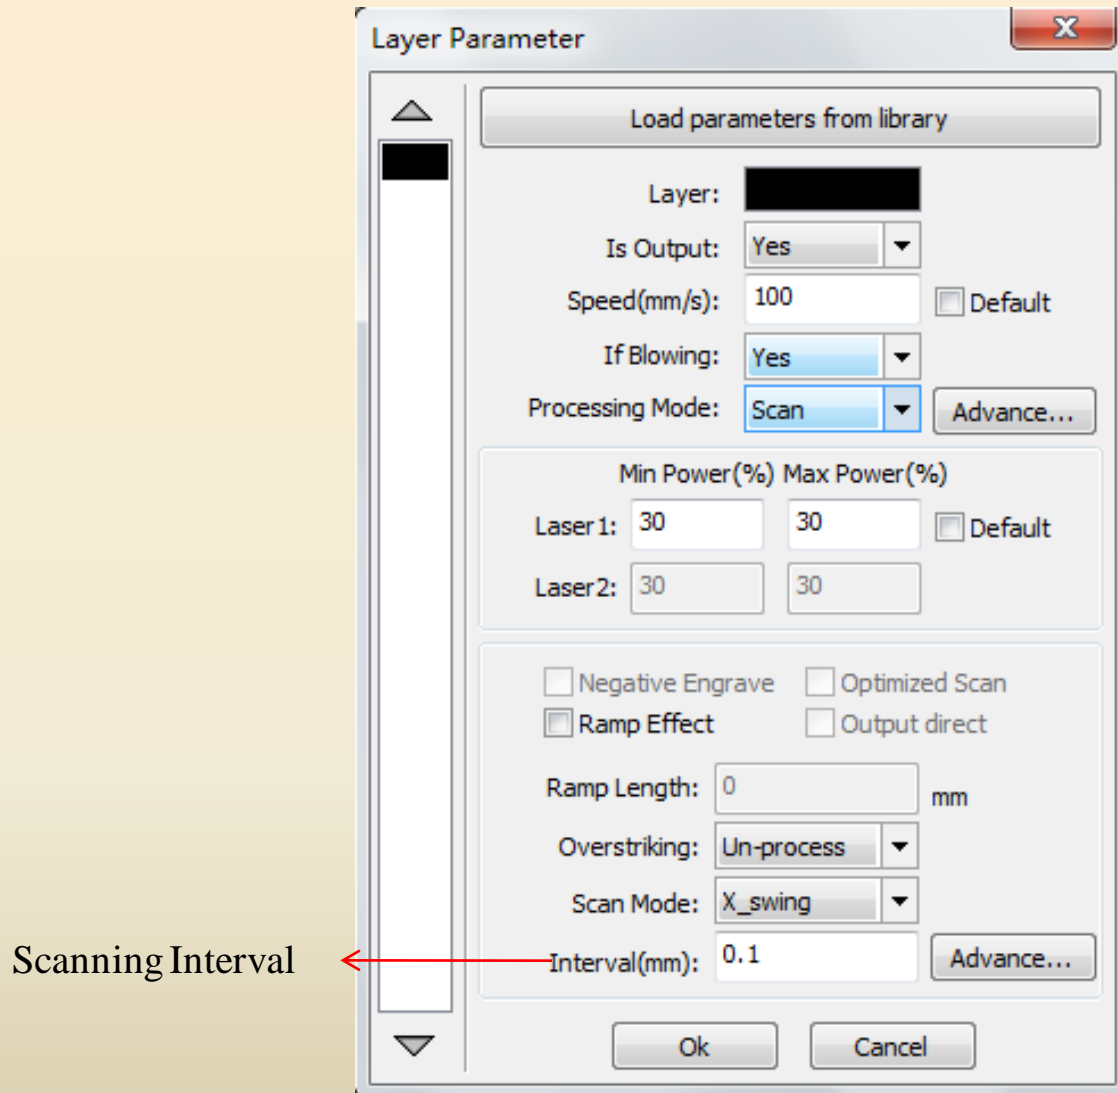 Layer Parameter
Load parameters from library
Layer:
Is Output: Yes
Speed(mm/s): 100 Default
If Blowing: Yes
Processing Mode: Scan Advance...
Min Power(%) Max Power(%)
Laser1: 30 30 Default
Laser2: 30 30
Negative Engrave Optimized Scan
Ramp Effect Output direct
Ramp Length: 0 mm
Overstriking: Un-process
Scan Mode: X_swing
Scanning Interval Interval(mm): 0.1 Advance...
Ok Cancel